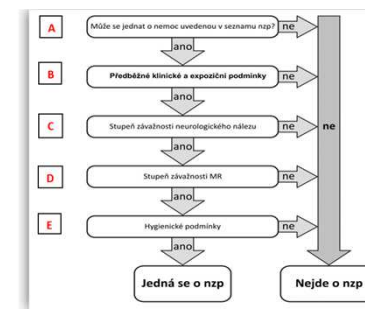 A
Může se jednat o nemoc uvedenou v seznamu nzp?
ne
ano
B
Předběžné klinické a expoziční podmínky
ne
ano
C
Stupeň závažnosti neurologického nálezu
ne
ne
ano
D
Stupeň závažnosti MR
ne
ano
E
Hygienické podmínky
ne
ano
Jedná se o nzp
Nejde o nzp